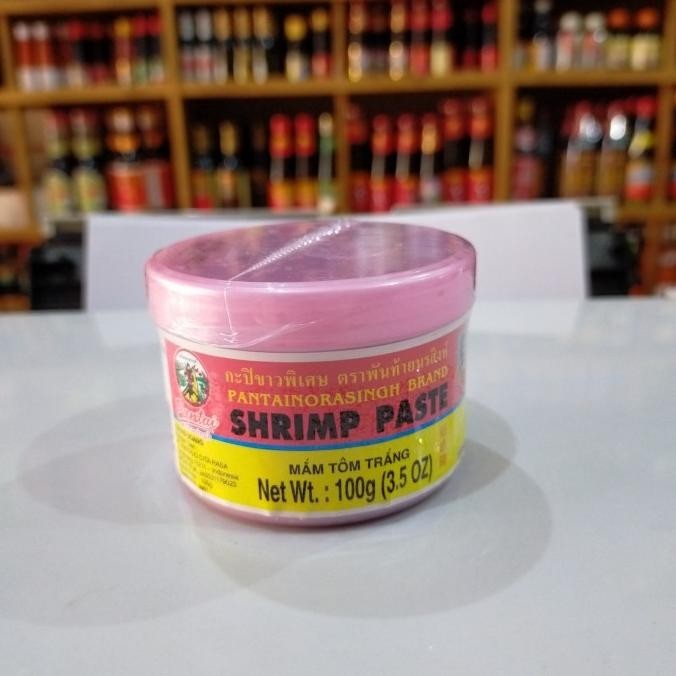 กะปิขาวพิเศษ ตราพันท้ายนรสิงห์
PANTAINORASINGH BRAND
SHRIMP PASTE
Pantai
MẮM TÔM TRẮNG
Net Wt. : 100g (3.5 OZ)